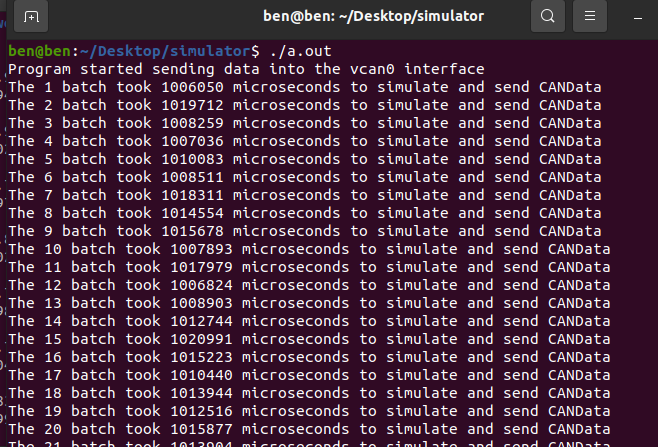 ben@ben: ~/Desktop/simulator
ben@ben:~/Desktop/simulator$ ./a.out
Program started sending data into the vcan0 interface
The 1 batch took 1006050 microseconds to simulate and send CANData
The 2 batch took 1019712 microseconds to simulate and send CANData
The 3 batch took 1008259 microseconds to simulate and send CANData
The 4 batch took 1007036 microseconds to simulate and send CANData
The 5 batch took 1010083 microseconds to simulate and send CANData
The 6 batch took 1008511 microseconds to simulate and send CANData
The 7 batch took 1018311 microseconds to simulate and send CANData
The 8 batch took 1014554 microseconds to simulate and send CANData
The 9 batch took 1015678 microseconds to simulate and send CANData
The 10 batch took 1007893 microseconds to simulate and send CANData
The 11 batch took 1017979 microseconds to simulate and send CANData
The 12 batch took 1006824 microseconds to simulate and send CANData
The 13 batch took 1008903 microseconds to simulate and send CANData
The 14 batch took 1012744 microseconds to simulate and send CANData
The 15 batch took 1020991 microseconds to simulate and send CANData
The 16 batch took 1015223 microseconds to simulate and send CANData
The 17 batch took 1010440 microseconds to simulate and send CANData
The 18 batch took 1013944 microseconds to simulate and send CANData
The 19 batch took 1012516 microseconds to simulate and send CANData
The 20 batch took 1015877 microseconds to simulate and send CANData
The 21 batch took 1013904 microseconds to simulate and send CANData